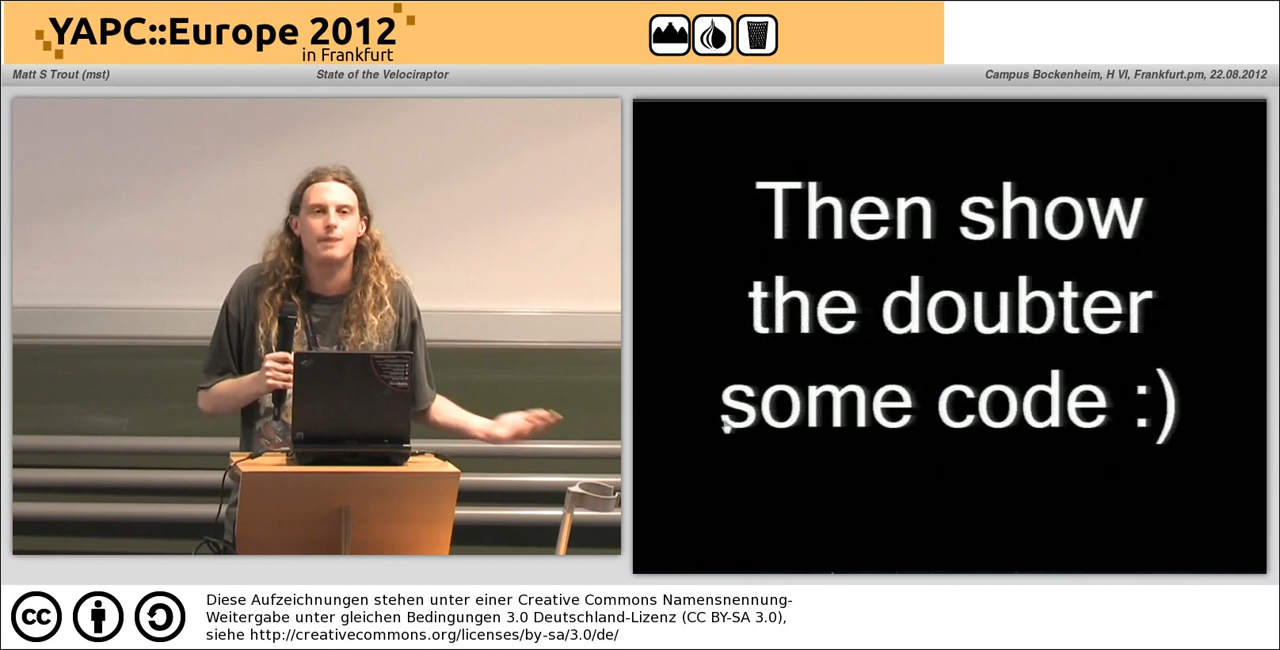 YAPC::Europe 2012
in Frankfurt
Matt S Trout (mst)
State of the Velociraptor
Campus Bockenheim, H VI, Frankfurt.pm, 22.08.2012
Then show
the doubter
some code :)
cc
Diese Aufzeichnungen stehen unter einer Creative Commons Namensnennung-
Weitergabe unter gleichen Bedingungen 3.0 Deutschland-Lizenz (CC BY-SA 3.0),
siehe http://creativecommons.org/licenses/by-sa/3.0/de/